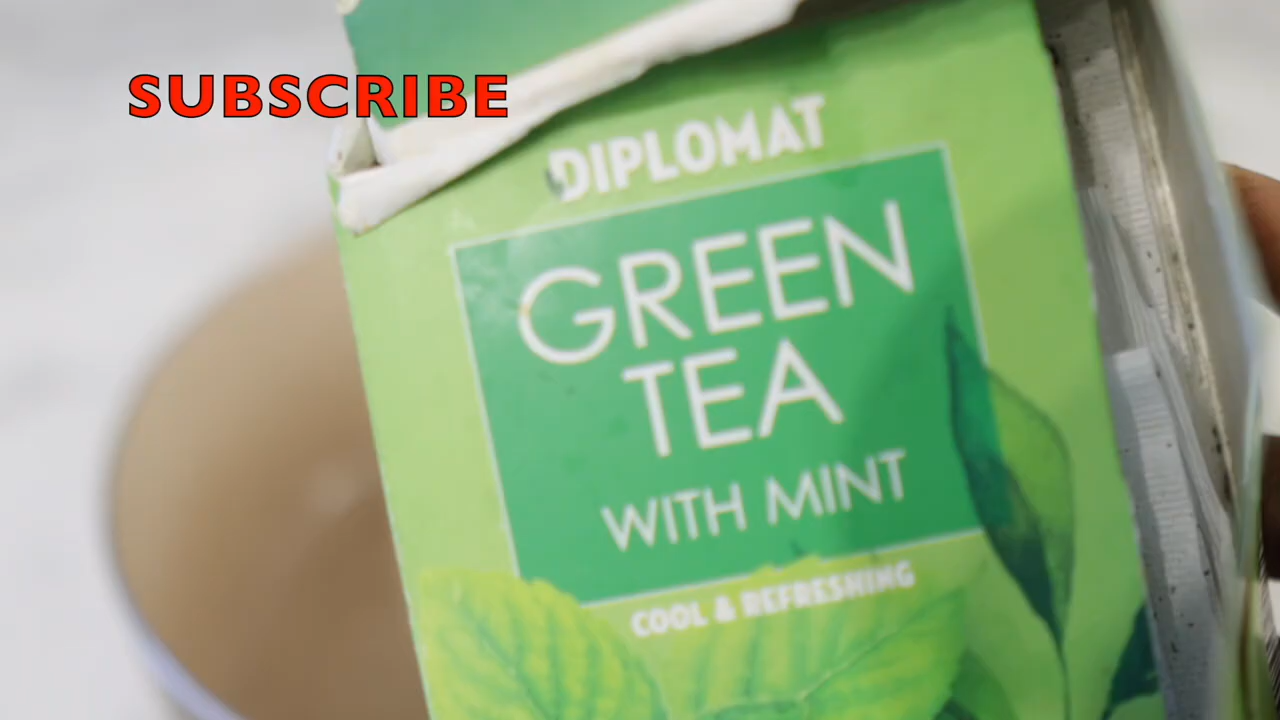 SUBSCRIBE
DIPLOMAT
GREEN
TEA
WITH MINT
COOL & REFRESHING